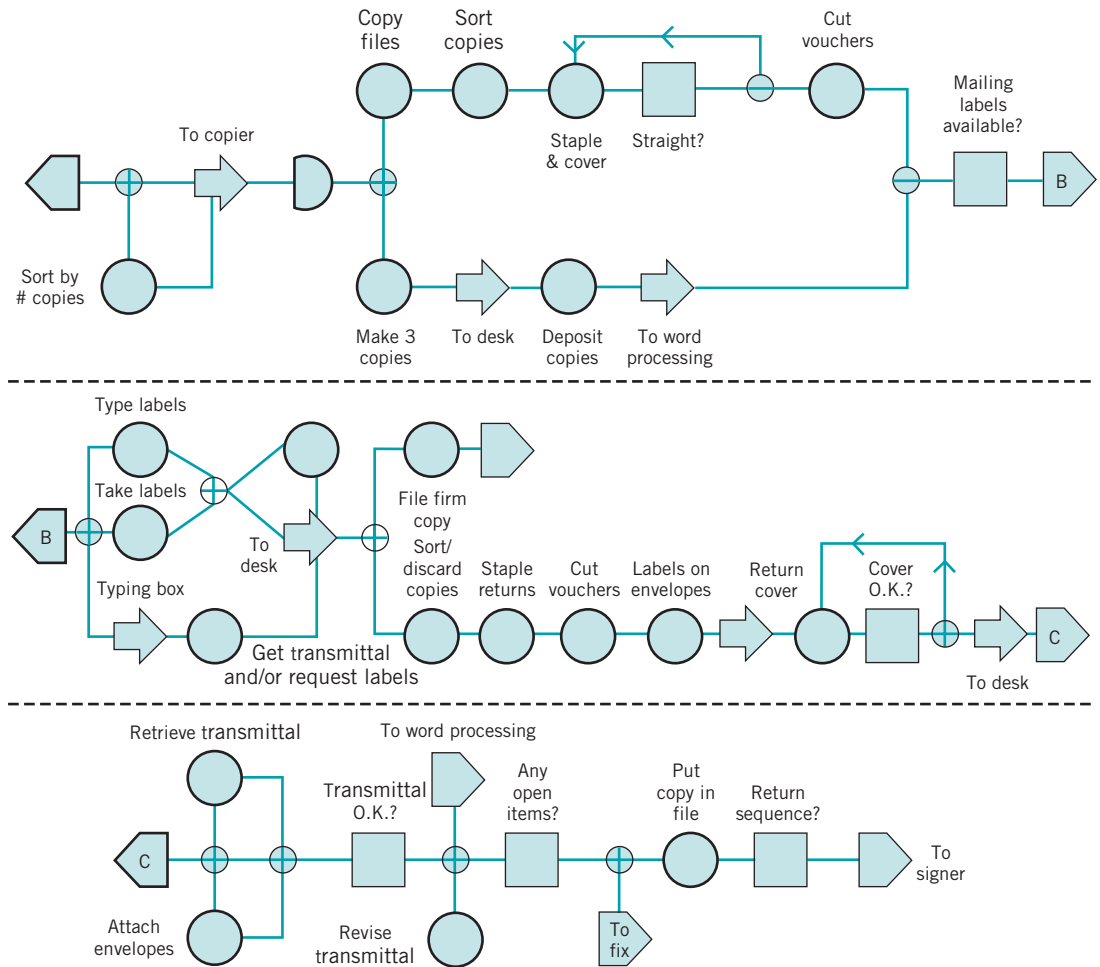 Copy
files
Sort
copies
Cut
vouchers
Mailing
labels
available?
To copier
Staple
& cover
Straight?
B
Sort by
# copies
Make 3
copies
To desk
Deposit
copies
To word
processing
Type labels
Take labels
B
To
desk
File firm
copy
Typing box
Sort/
discard
copies
Staple
returns
Cut
vouchers
Labels on
envelopes
Return
cover
Cover
O.K.?
C
Get transmittal
and/or request labels
To desk
Retrieve transmittal
To word processing
Transmittal
O.K.?
Any
open
items?
Put
copy in
file
Return
sequence?
C
To
signer
Attach
envelopes
Revise
transmittal
To
fix